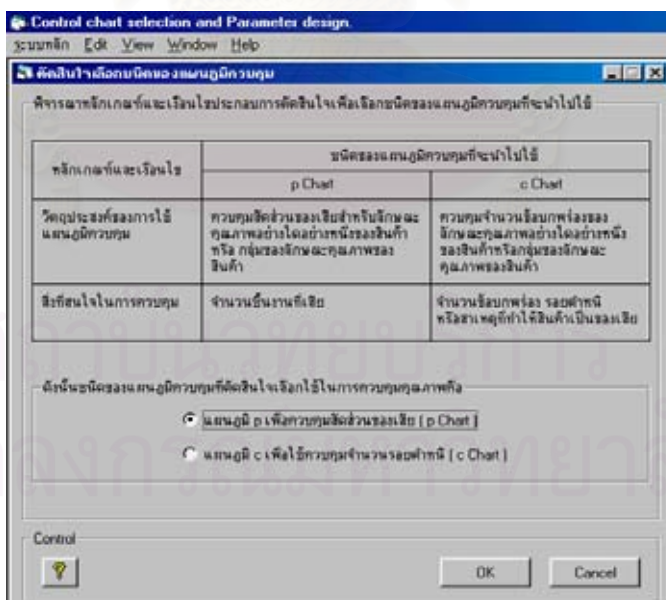 Control chart selection and Parameter design.
ระบบหลัก Edit View Window Help
ตัดสินใจเลือกชนิดของแผนภูมิควบคุม
พิจารณาหลักเกณฑ์และเงื่อนไขประกอบการตัดสินใจเพื่อเลือกชนิดของแผนภูมิควบคุมที่จะนำไปใช้
หลักเกณฑ์และเงื่อนไข
ชนิดของแผนภูมิควบคุมที่จะนำไปใช้
p Chart
c Chart
วัตถุประสงค์ของการใช้
แผนภูมิควบคุม
ควบคุมสัดส่วนของเสียสำหรับลักษณะ
คุณภาพอย่างใดอย่างหนึ่งของสินค้า
หรือ กลุ่มของลักษณะคุณภาพของ
สินค้า
ควบคุมจำนวนข้อบกพร่องของ
ลักษณะคุณภาพอย่างใดอย่างหนึ่ง
ของสินค้าหรือกลุ่มของลักษณะ
คุณภาพของสินค้า
สิ่งที่สนใจในการควบคุม
จำนวนชิ้นงานที่เสีย
จำนวนข้อบกพร่อง รอยตำหนิ
หรือสาเหตุที่ทำให้สินค้าเป็นของเสีย
ดังนั้นชนิดของแผนภูมิควบคุมที่ตัดสินใจเลือกใช้ในการควบคุมคุณภาพคือ
แผนภูมิ p เพื่อควบคุมสัดส่วนของเสีย [ p Chart ]
แผนภูมิ c เพื่อใช้ควบคุมจำนวนรอยตำหนิ [ c Chart ]
Control
?
OK
Cancel